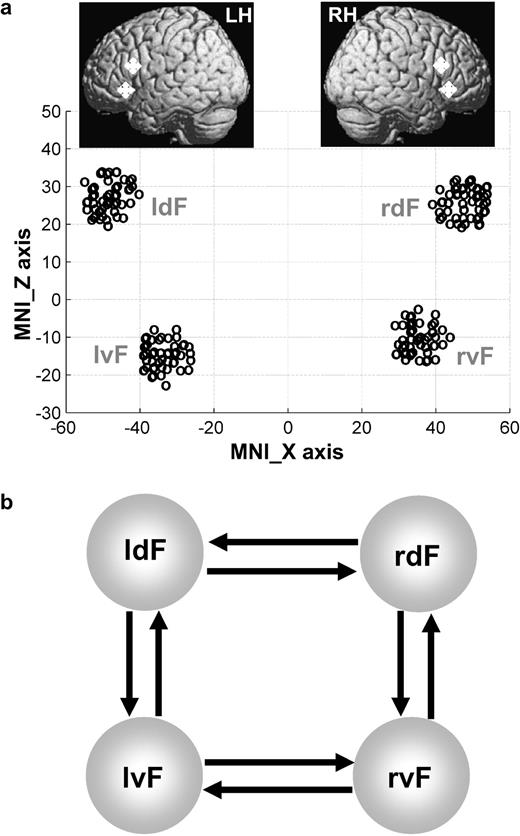 a
LH
RH
50
40
30
20
10
0
-10
-20
-30
MNI_Z axis
ldF
rdF
lvF
rvF
-60
-40
-20
0
20
40
60
MNI_X axis
b
ldF
rdF
lvF
rvF